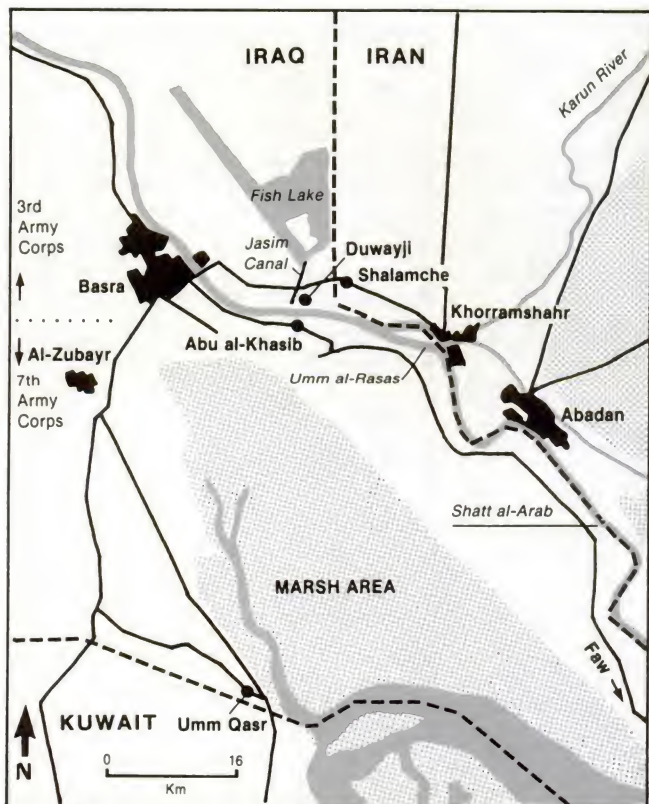 IRAQ
IRAN
Karun River
Fish Lake
3rd
Army
Corps
Jasim
Canal
Duwayji
Shalamche
Basra
Khorramshahr
Abu al-Khasib
Al-Zubayr
7th
Army
Corps
Umm al-Rasas
Abadan
Shatt al-Arab
MARSH AREA
Faw
KUWAIT
Umm Qasr
N
0
16
Km